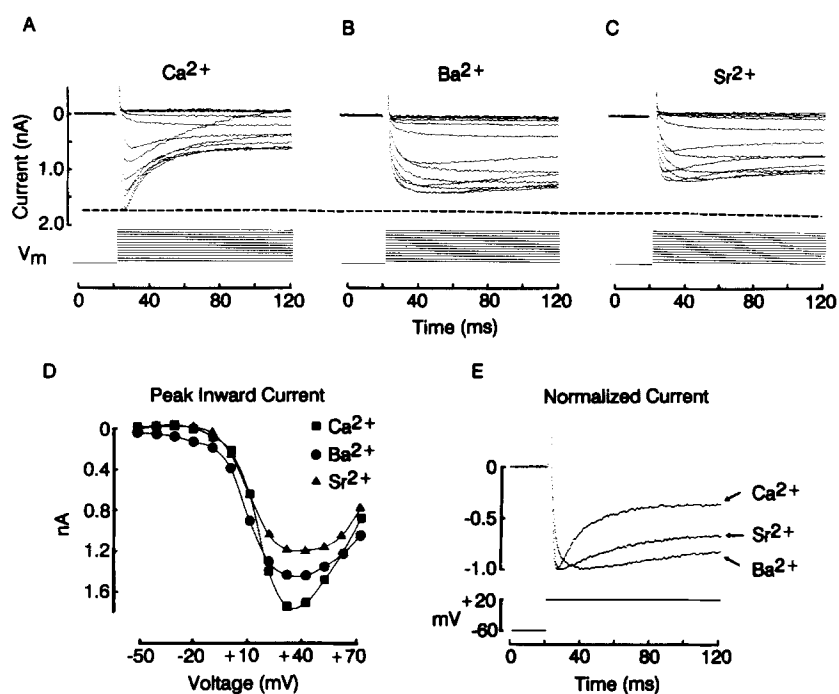 A
B
C
Ca2+
Ba2+
Sr2+
Current (nA)
0
1.0
2.0
Vm
0 40 80 120
0 40 80 120
0 40 80 120
Time (ms)
Time (ms)
D
Peak Inward Current
Ca2+
Ba2+
Sr2+
nA
0
0.4
0.8
1.2
1.6
-50 -20 +10 +40 +70
Voltage (mV)
E
Normalized Current
0
-0.5
-1.0
Ca2+
Sr2+
Ba2+
mV
+20
-60
0 40 80 120
Time (ms)